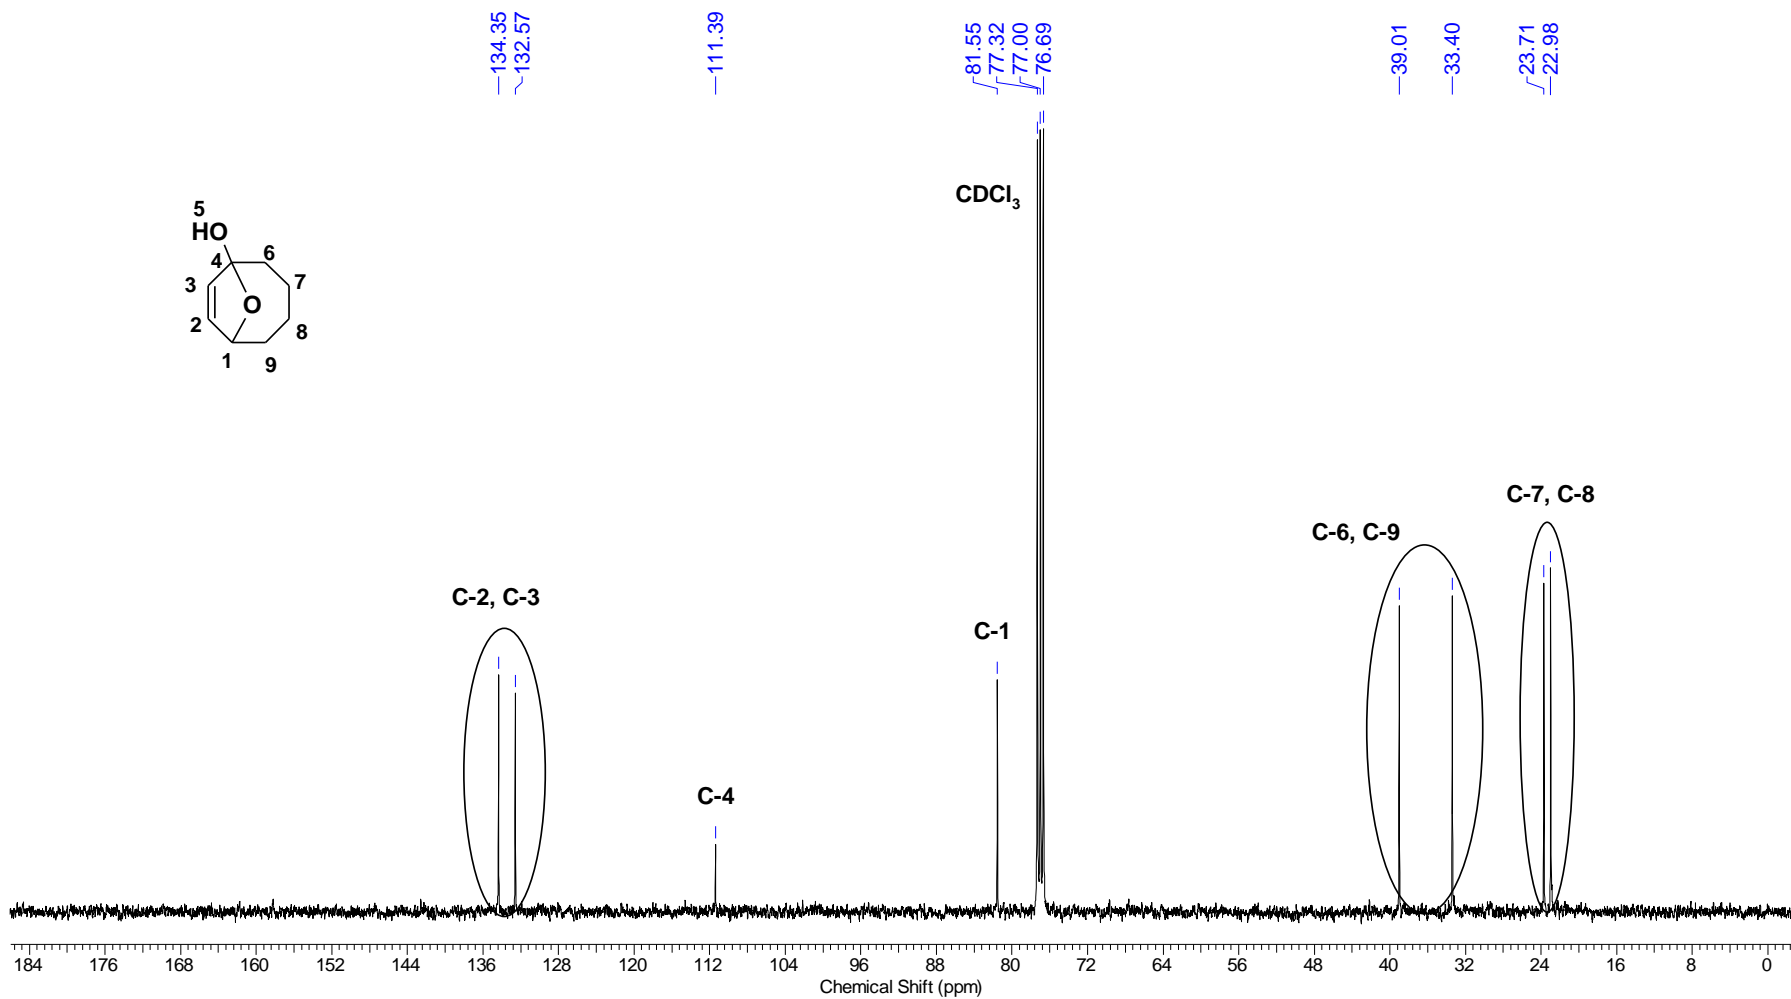 134.35
132.57
111.39
81.55
77.32
77.00
76.69
39.01
33.40
23.71
22.98
CDCl3
5
HO
4
6
3
7
O
2
8
1
9
C-7, C-8
C-6, C-9
C-2, C-3
C-1
C-4
184 176 168 160 152 144 136 128 120 112 104 96 88 80 72 64 56 48 40 32 24 16 8 0
Chemical Shift (ppm)